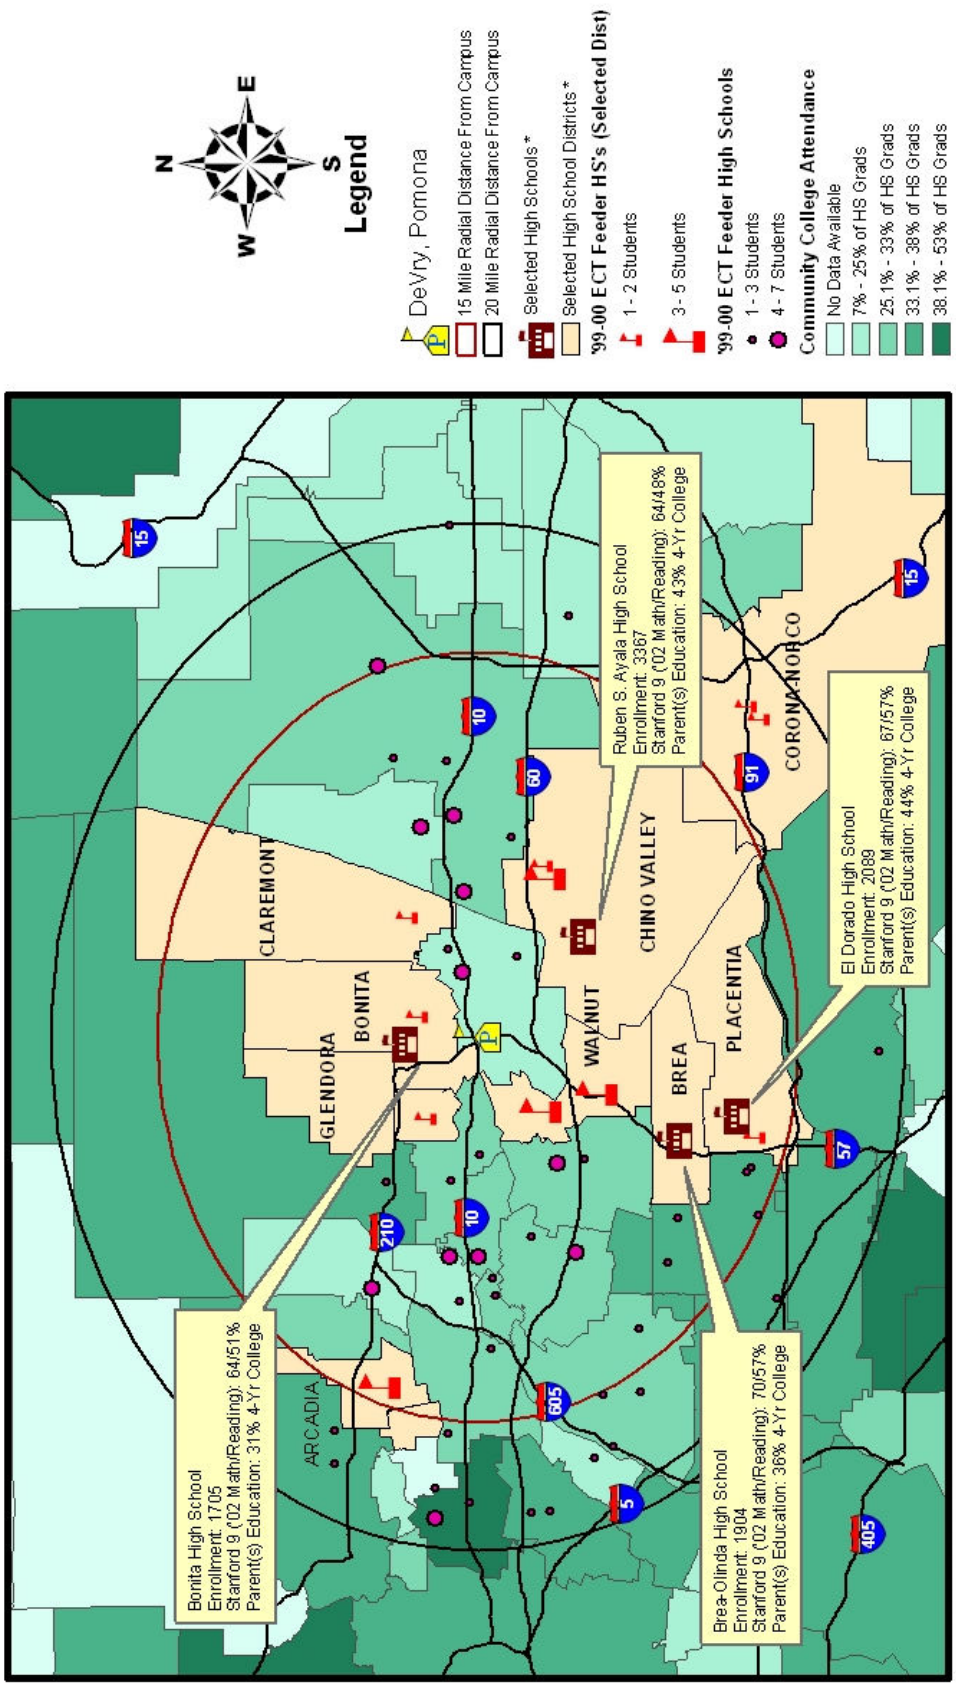 Bonita High School
Enrollment: 1705
Stanford 9 ('02 Math/Reading): 64/51%
Parent(s) Education: 31% 4-Yr College
ARCADIA
GLENDORA
BONITA
CLAREMONT
15
210
10
10
60
605
5
405
57
91
15
P
WALNUT
CHINO VALLEY
BREA
PLACENTIA
CORONA-NORCO
Ruben S. Ayala High School
Enrollment: 3367
Stanford 9 ('02 Math/Reading): 64/48%
Parent(s) Education: 43% 4-Yr College
Brea-Olinda High School
Enrollment: 1904
Stanford 9 ('02 Math/Reading): 70/57%
Parent(s) Education: 36% 4-Yr College
El Dorado High School
Enrollment: 2089
Stanford 9 ('02 Math/Reading): 67/57%
Parent(s) Education: 44% 4-Yr College
N
W E
S
Legend
P DeVry, Pomona
15 Mile Radial Distance From Campus
20 Mile Radial Distance From Campus
Selected High Schools*
Selected High School Districts*
'99-00 ECT Feeder HS's (Selected Dist)
1 - 2 Students
3 - 5 Students
'99-00 ECT Feeder High Schools
1 - 3 Students
4 - 7 Students
Community College Attendance
No Data Available
7% - 25% of HS Grads
25.1% - 33% of HS Grads
33.1% - 38% of HS Grads
38.1% - 53% of HS Grads